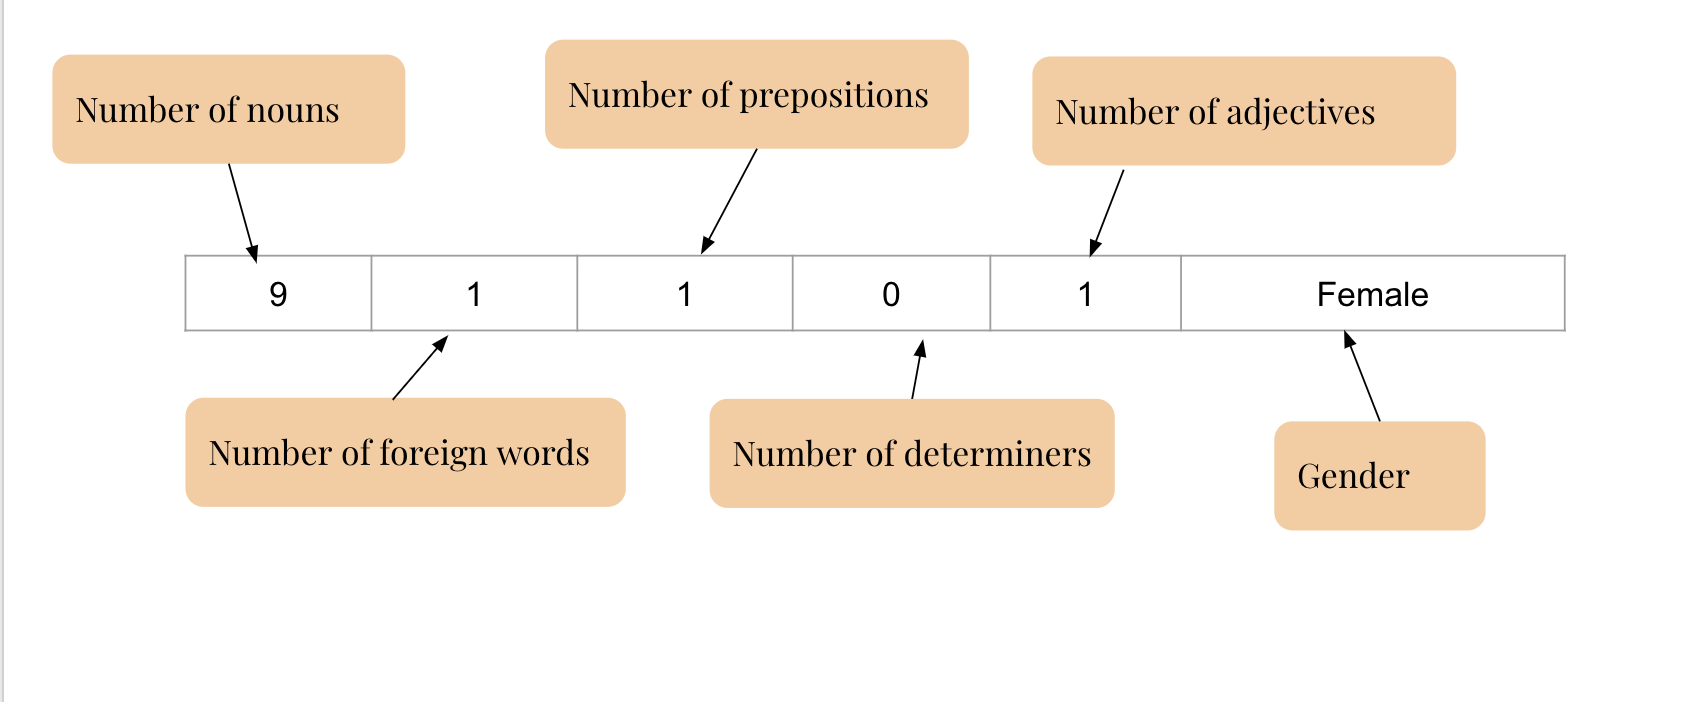 Number of nouns
Number of prepositions
Number of adjectives
9 1 1 0 1 Female
Number of foreign words
Number of determiners
Gender